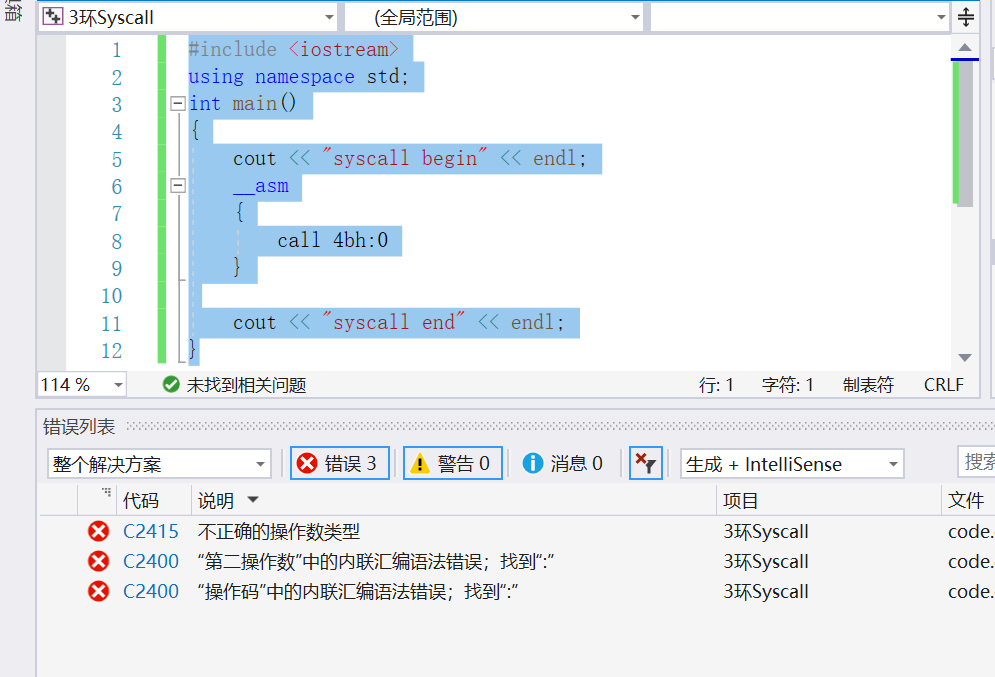 箱
3环Syscall
(全局范围)
1 #include <iostream>
2 using namespace std;
3 int main()
4 {
5 cout << "syscall begin" << endl;
6 __asm
7 {
8 call 4bh:0
9 }
10
11 cout << "syscall end" << endl;
12 }
114 % 未找到相关问题 行: 1 字符: 1 制表符 CRLF
错误列表
整个解决方案 错误 3 警告 0 消息 0 生成 + IntelliSense 搜索
代码 说明 项目 文件
C2415 不正确的操作数类型 3环Syscall code.
C2400 “第二操作数”中的内联汇编语法错误；找到“:” 3环Syscall code.
C2400 “操作码”中的内联汇编语法错误；找到“:” 3环Syscall code.